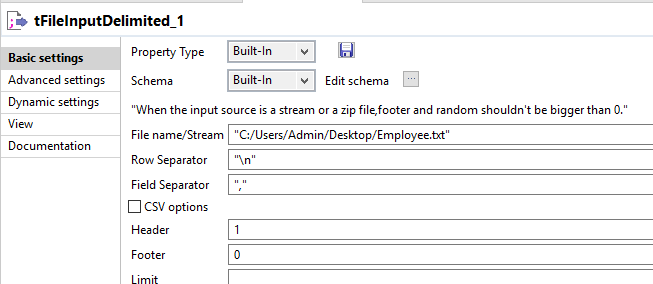 tFileInputDelimited_1
Basic settings
Advanced settings
Dynamic settings
View
Documentation
Property Type Built-In
Schema Built-In Edit schema ...
"When the input source is a stream or a zip file,footer and random shouldn't be bigger than 0."
File name/Stream "C:/Users/Admin/Desktop/Employee.txt"
Row Separator "\n"
Field Separator ","
CSV options
Header 1
Footer 0
Limit